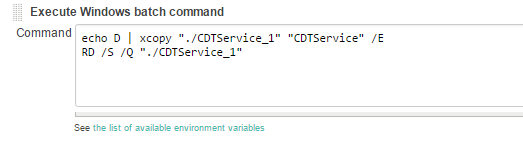 Execute Windows batch command
Command
echo D | xcopy "./CDTService_1" "CDTService" /E
RD /S /Q "./CDTService_1"
See the list of available environment variables